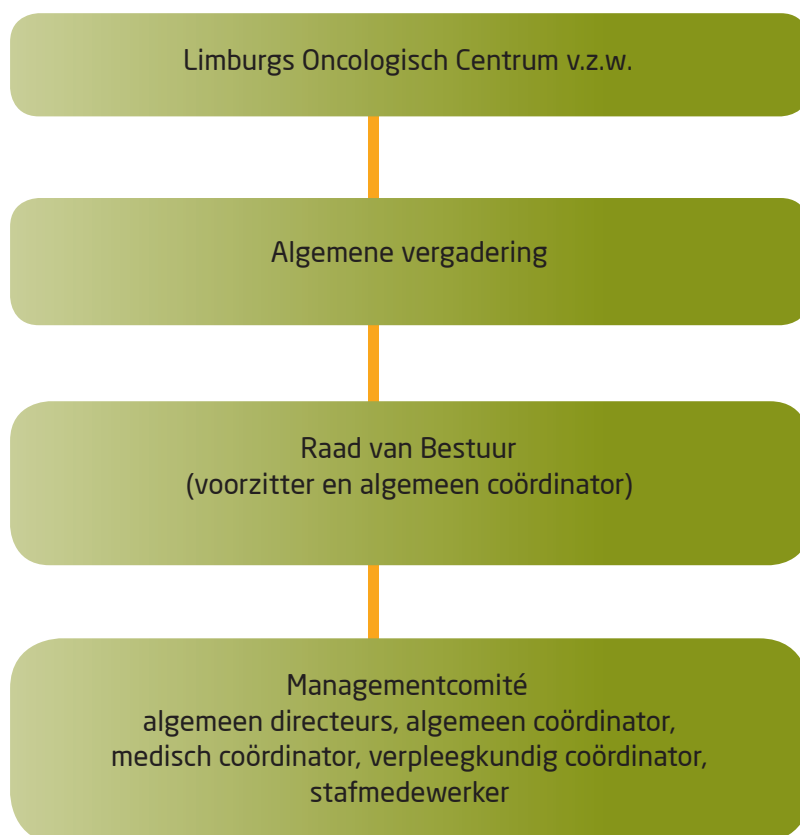 Limburgs Oncologisch Centrum v.z.w.
Algemene vergadering
Raad van Bestuur
(voorzitter en algemeen coördinator)
Managementcomité
algemeen directeurs, algemeen coördinator,
medisch coördinator, verpleegkundig coördinator,
stafmedewerker